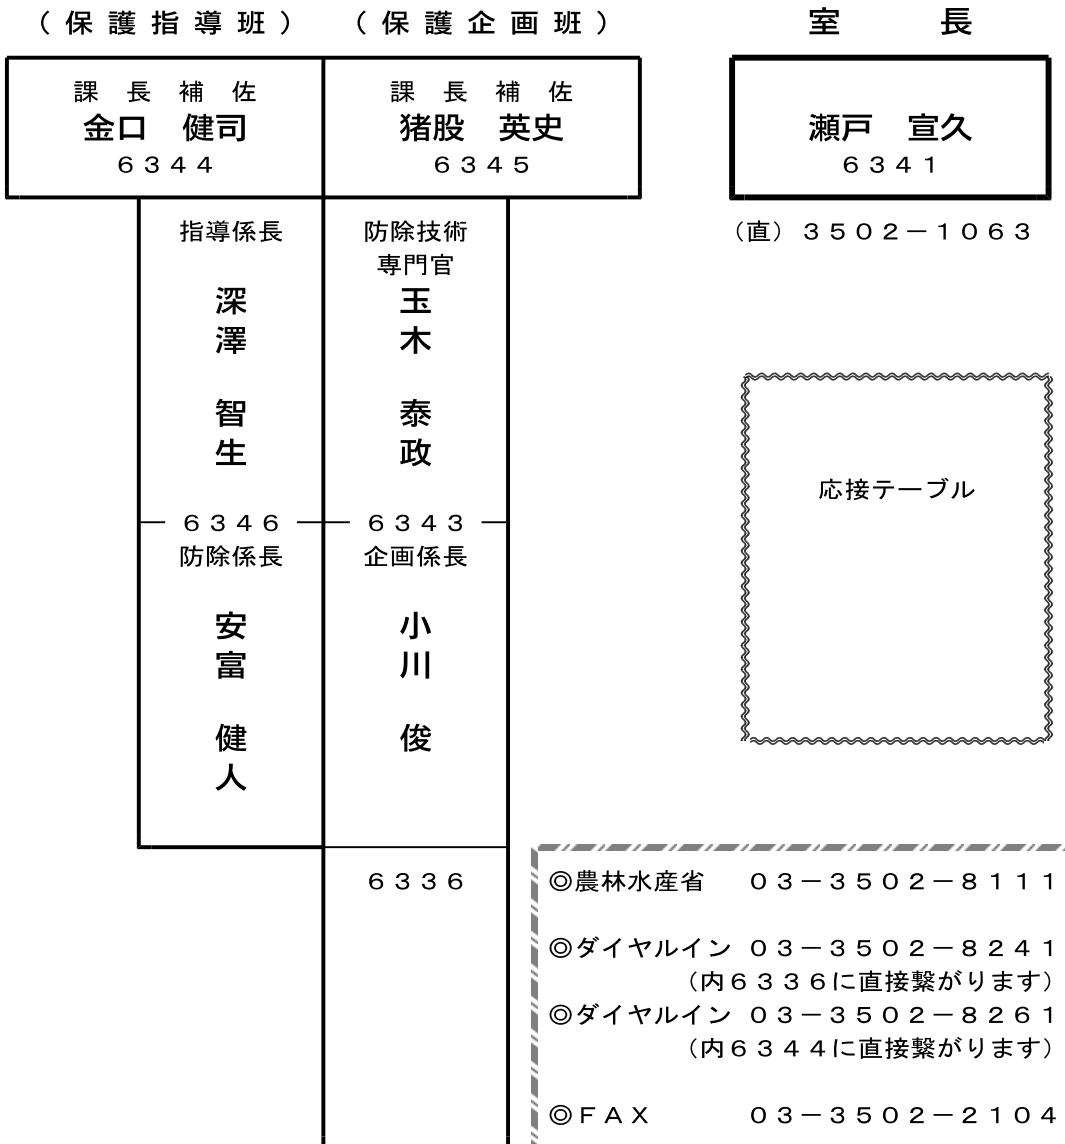 （保護指導班）
（保護企画班）
室　長
課長補佐
金口　健司
６３４４
課長補佐
猪股　英史
６３４５
瀬戸　宣久
６３４１
（直）３５０２－１０６３
指導係長
深澤　智生
６３４６
防除技術
専門官
玉木　泰政
６３４３
応接テーブル
防除係長
安富　健人
企画係長
小川　俊
６３３６
◎農林水産省　０３－３５０２－８１１１
◎ダイヤルイン　０３－３５０２－８２４１
（内６３３６に直接繋がります）
◎ダイヤルイン　０３－３５０２－８２６１
（内６３４４に直接繋がります）
◎ＦＡＸ　０３－３５０２－２１０４